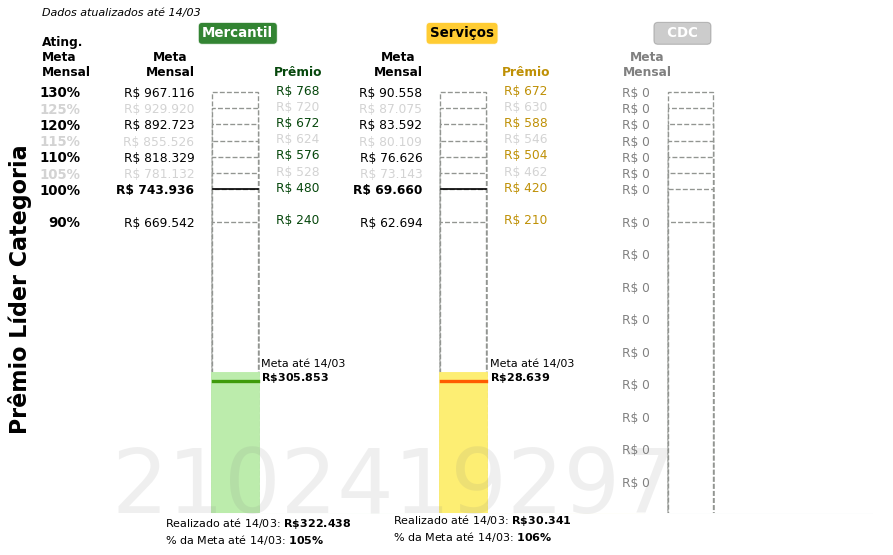 Dados atualizados até 14/03
Mercantil Serviços CDC
Ating. Meta Mensal Meta Mensal Prêmio Meta Mensal Prêmio Meta Mensal
130% R$ 967.116 R$ 768 R$ 90.558 R$ 672 R$ 0
125% R$ 929.920 R$ 720 R$ 87.075 R$ 630 R$ 0
120% R$ 892.723 R$ 672 R$ 83.592 R$ 588 R$ 0
115% R$ 855.526 R$ 624 R$ 80.109 R$ 546 R$ 0
110% R$ 818.329 R$ 576 R$ 76.626 R$ 504 R$ 0
105% R$ 781.132 R$ 528 R$ 73.143 R$ 462 R$ 0
100% R$ 743.936 R$ 480 R$ 69.660 R$ 420 R$ 0
90% R$ 669.542 R$ 240 R$ 62.694 R$ 210 R$ 0
R$ 0
R$ 0
R$ 0
R$ 0
R$ 0
R$ 0
R$ 0
R$ 0
Prêmio Líder Categoria
Meta até 14/03 Meta até 14/03
R$305.853 R$28.639
2102419297
Realizado até 14/03: R$322.438 Realizado até 14/03: R$30.341
% da Meta até 14/03: 105% % da Meta até 14/03: 106%